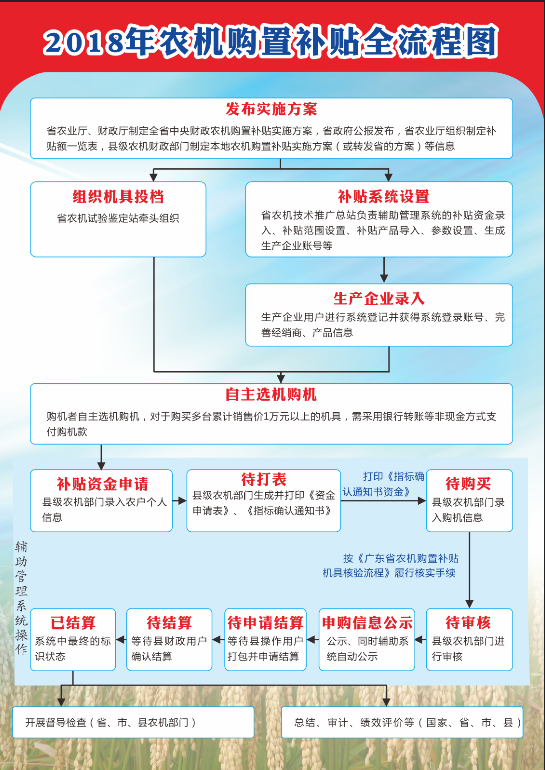 2018年农机购置补贴全流程图
发布实施方案
省农业厅、财政厅制定全省中央财政农机购置补贴实施方案，省政府公报发布，省农业厅组织制定补
贴额一览表，县级农机财政部门制定本地农机购置补贴实施方案（或转发省的方案）等信息
组织机具投档
省农机试验鉴定站牵头组织
补贴系统设置
省农机技术推广总站负责辅助管理系统的补贴资金录
入、补贴范围设置、补贴产品导入、参数设置、生成
生产企业账号等
生产企业录入
生产企业用户进行系统登记并获得系统登录账号、完
善经销商、产品信息
自主选机购机
购机者自主选机购机，对于购买多台累计销售价1万元以上的机具，需采用银行转账等非现金方式支
付购机款
补贴资金申请
县级农机部门录入农户个人
信息
待打表
县级农机部门生成并打印《资金
申请表》、《指标确认通知书》
打印《指标确
认通知书资金》
待购买
县级农机部门录
入购机信息
辅助管理系统操作
按《广东省农机购置补贴
机具核验流程》履行核实手续
已结算
系统中最终的标
识状态
待结算
等待县财政用户
确认结算
待申请结算
等待县操作用户
打包并申请结算
申购信息公示
公示、同时辅助系
统自动公示
待审核
县级农机部门进
行审核
开展督导检查（省、市、县农机部门）
总结、审计、绩效评价等（国家、省、市、县）